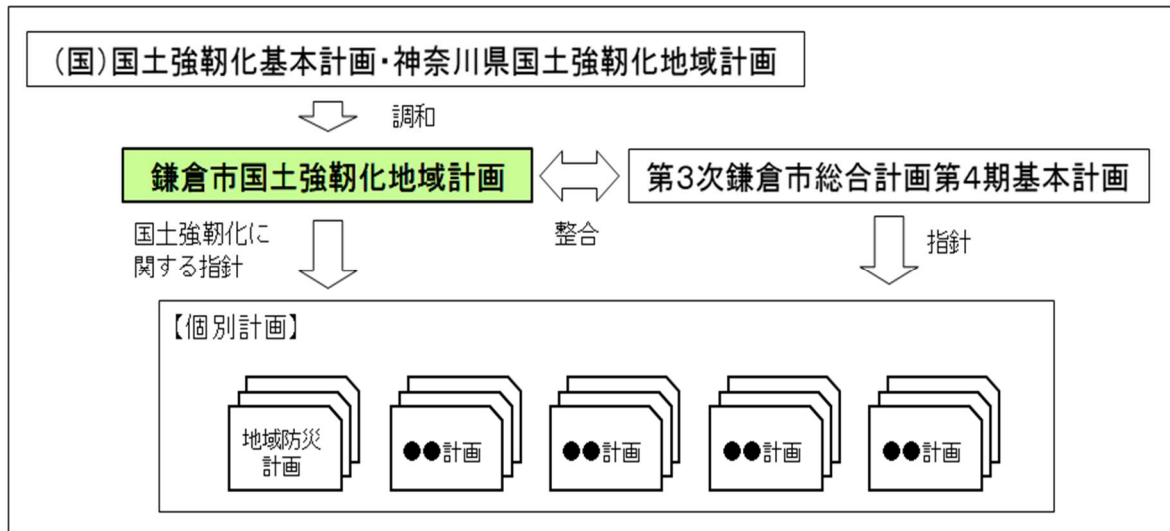 (国)国土強靭化基本計画・神奈川県国土強靭化地域計画
調和
鎌倉市国土強靭化地域計画
第3次鎌倉市総合計画第4期基本計画
国土強靭化に
関する指針
整合
指針
【個別計画】
地域防災
計画
●●計画
●●計画
●●計画
●●計画